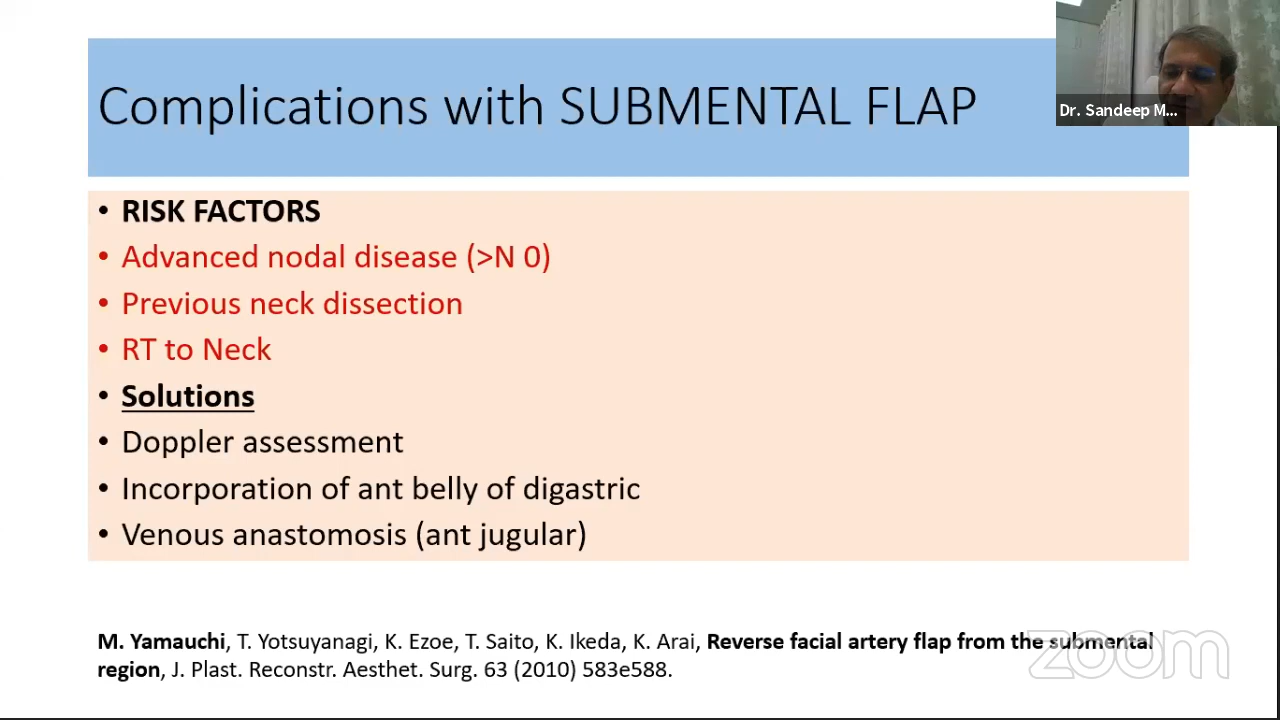 Complications with SUBMENTAL FLAP
Dr. Sandeep M...
• RISK FACTORS
• Advanced nodal disease (>N 0)
• Previous neck dissection
• RT to Neck
• Solutions
• Doppler assessment
• Incorporation of ant belly of digastric
• Venous anastomosis (ant jugular)
M. Yamauchi, T. Yotsuyanagi, K. Ezoe, T. Saito, K. Ikeda, K. Arai, Reverse facial artery flap from the submental
region, J. Plast. Reconstr. Aesthet. Surg. 63 (2010) 583e588.
zoom